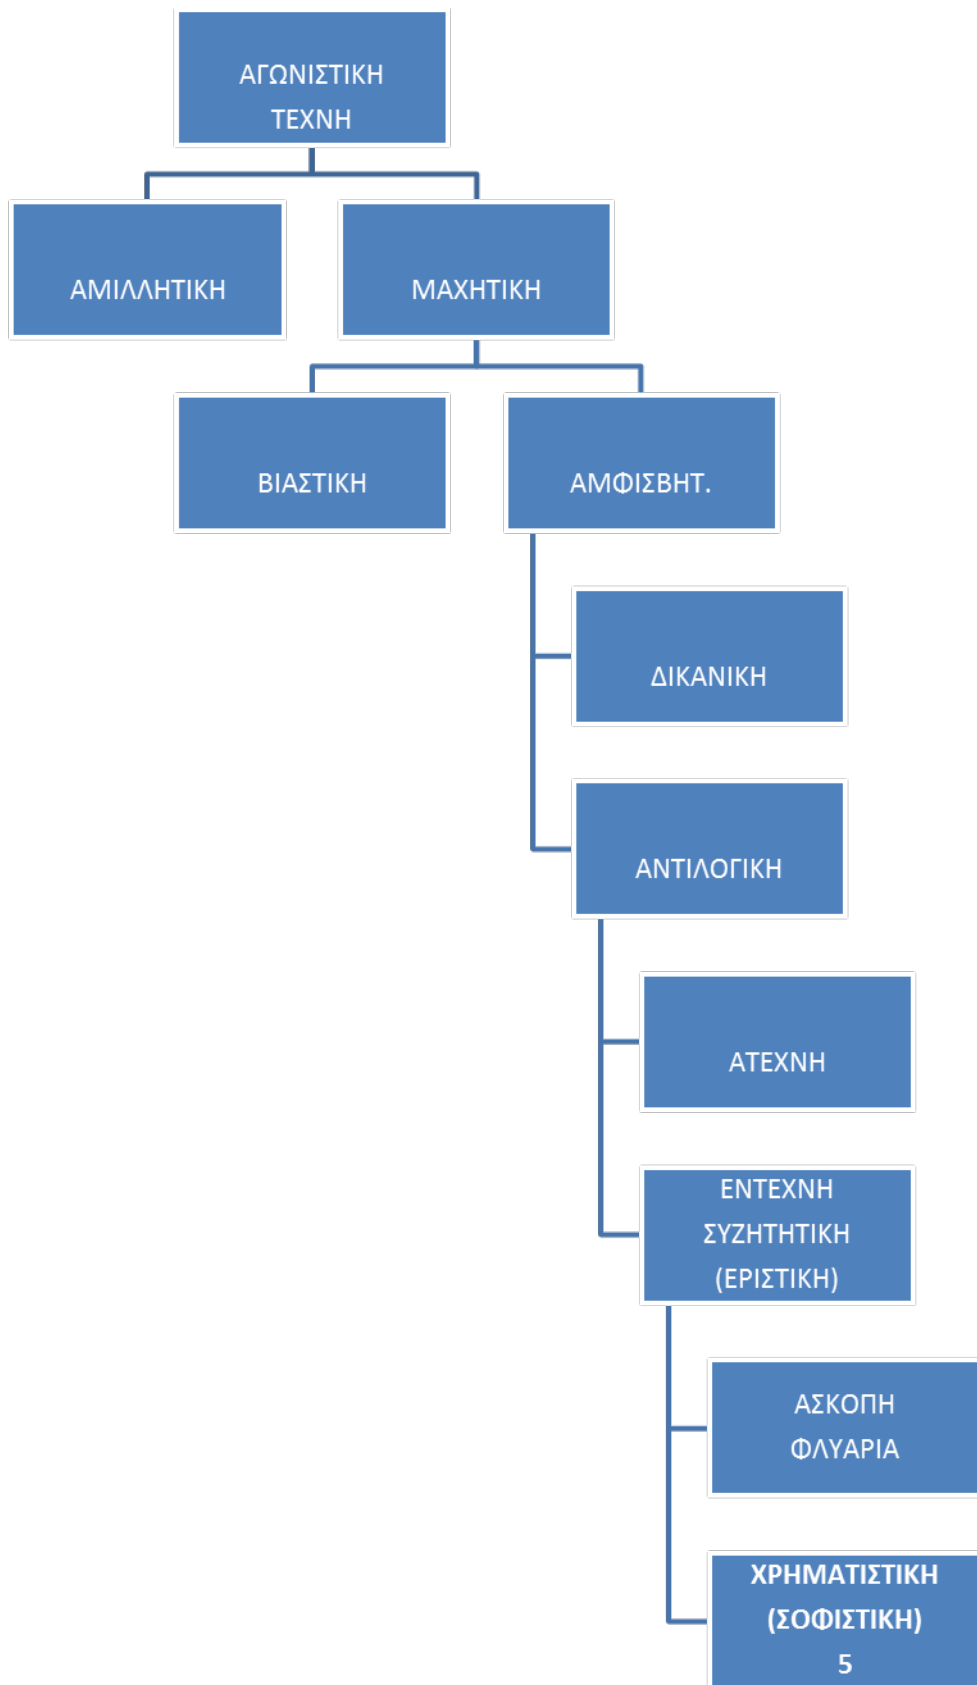 ΑΓΩΝΙΣΤΙΚΗ
ΤΕΧΝΗ
ΑΜΙΛΛΗΤΙΚΗ
ΜΑΧΗΤΙΚΗ
ΒΙΑΣΤΙΚΗ
ΑΜΦΙΣΒΗΤ.
ΔΙΚΑΝΙΚΗ
ΑΝΤΙΛΟΓΙΚΗ
ΑΤΕΧΝΗ
ΕΝΤΕΧΝΗ
ΣΥΖΗΤΗΤΙΚΗ
(ΕΡΙΣΤΙΚΗ)
ΑΣΚΟΠΗ
ΦΛΥΑΡΙΑ
ΧΡΗΜΑΤΙΣΤΙΚΗ
(ΣΟΦΙΣΤΙΚΗ)
5